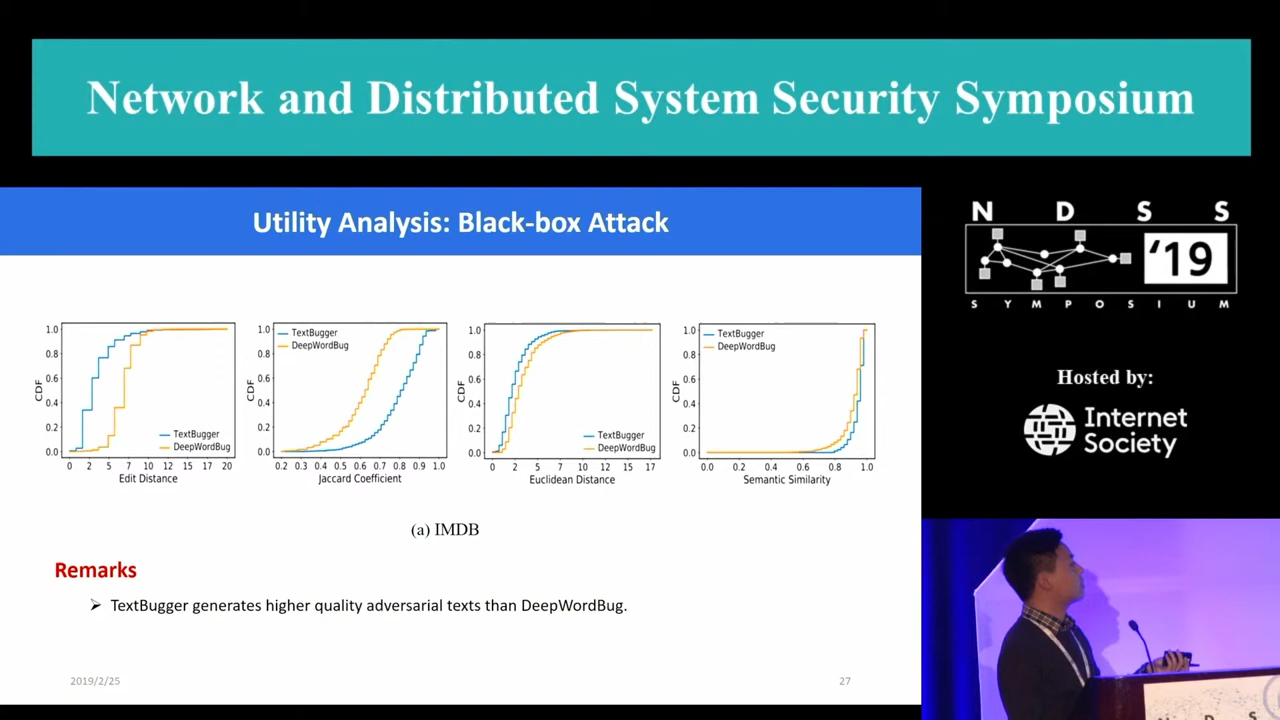 Network and Distributed System Security Symposium
Utility Analysis: Black-box Attack
N D S S
'19
S Y M P O S I U M
Hosted by:
Internet
Society
CDF
1.0
0.8
0.6
0.4
0.2
0.0
TextBugger
DeepWordBug
0 2 5 7 10 12 15 17 20
Edit Distance
CDF
1.0
0.8
0.6
0.4
0.2
0.0
TextBugger
DeepWordBug
0.2 0.3 0.4 0.5 0.6 0.7 0.8 0.9 1.0
Jaccard Coefficient
CDF
1.0
0.8
0.6
0.4
0.2
0.0
TextBugger
DeepWordBug
0 2 5 7 10 12 15 17
Euclidean Distance
CDF
1.0
0.8
0.6
0.4
0.2
0.0
TextBugger
DeepWordBug
0.0 0.2 0.4 0.6 0.8 1.0
Semantic Similarity
(a) IMDB
Remarks
➢ TextBugger generates higher quality adversarial texts than DeepWordBug.
2019/2/25
27